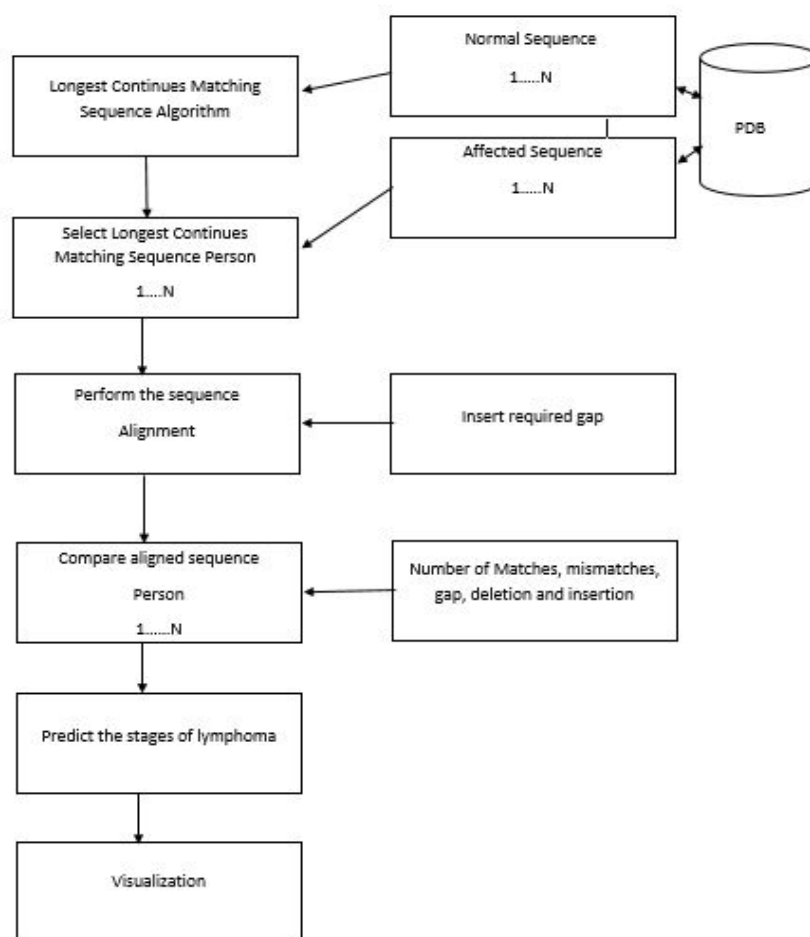 Normal Sequence
1.....N
Longest Continues Matching
Sequence Algorithm
PDB
Affected Sequence
1.....N
Select Longest Continues
Matching Sequence Person
1....N
Perform the sequence
Alignment
Insert required gap
Compare aligned sequence
Person
1......N
Number of Matches, mismatches,
gap, deletion and insertion
Predict the stages of lymphoma
Visualization